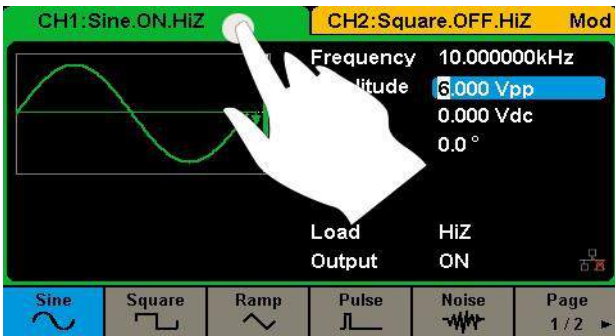 CH1:Sine.ON.HiZ CH2:Square.OFF.HiZ Mod
Frequency 10.000000kHz
6.000 Vpp
0.000 Vdc
0.0 °
Load HiZ
Output ON
Sine Square Ramp Pulse Noise Page
1 / 2